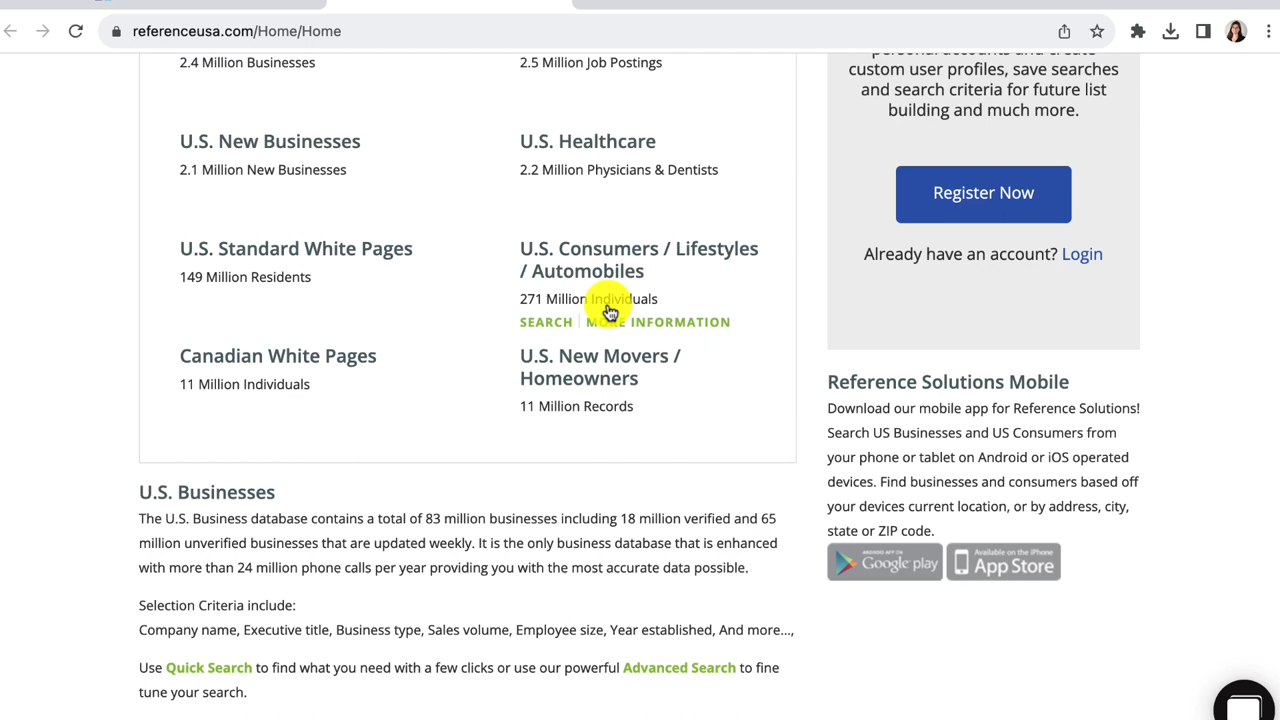 referenceusa.com/Home/Home
2.4 Million Businesses
2.5 Million Job Postings
U.S. New Businesses
2.1 Million New Businesses
U.S. Healthcare
2.2 Million Physicians & Dentists
U.S. Standard White Pages
149 Million Residents
U.S. Consumers / Lifestyles
/ Automobiles
271 Million Individuals
SEARCH
MORE INFORMATION
Canadian White Pages
11 Million Individuals
U.S. New Movers /
Homeowners
11 Million Records
U.S. Businesses
The U.S. Business database contains a total of 83 million businesses including 18 million verified and 65
million unverified businesses that are updated weekly. It is the only business database that is enhanced
with more than 24 million phone calls per year providing you with the most accurate data possible.
Selection Criteria include:
Company name, Executive title, Business type, Sales volume, Employee size, Year established, And more...,
Use Quick Search to find what you need with a few clicks or use our powerful Advanced Search to fine
tune your search.
personal accounts and create
custom user profiles, save searches
and search criteria for future list
building and much more.
Register Now
Already have an account? Login
Reference Solutions Mobile
Download our mobile app for Reference Solutions!
Search US Businesses and US Consumers from
your phone or tablet on Android or iOS operated
devices. Find businesses and consumers based off
your devices current location, or by address, city,
state or ZIP code.
ANDROID APP ON
Google play
Available on the iPhone
App Store